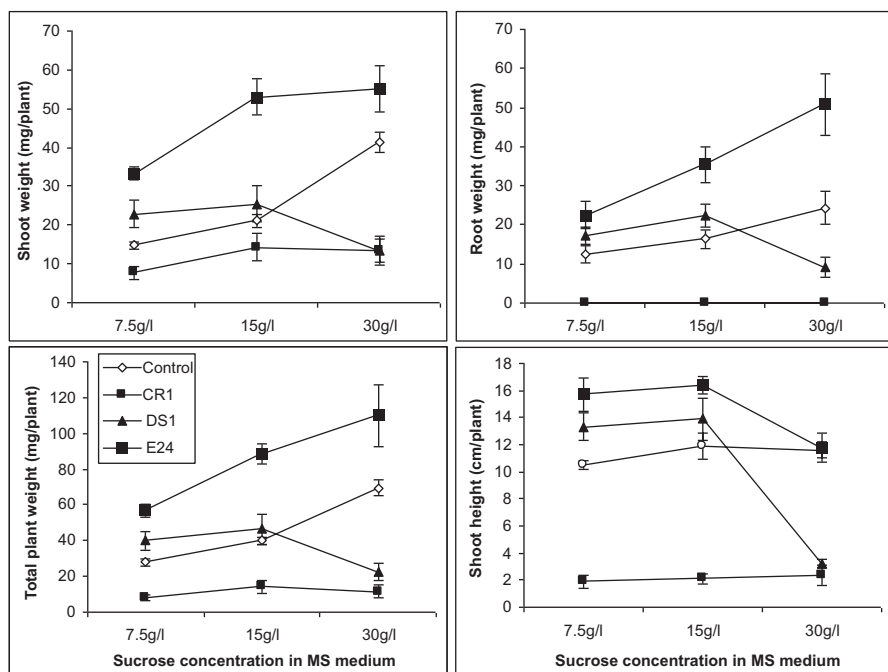 70
60
50
40
30
20
10
0
Shoot weight (mg/plant)
7.5g/l 15g/l 30g/l
70
60
50
40
30
20
10
0
Root weight (mg/plant)
7.5g/l 15g/l 30g/l
140
120
100
80
60
40
20
0
Total plant weight (mg/plant)
Control
CR1
DS1
E24
7.5g/l 15g/l 30g/l
Sucrose concentration in MS medium
18
16
14
12
10
8
6
4
2
0
Shoot height (cm/plant)
7.5g/l 15g/l 30g/l
Sucrose concentration in MS medium